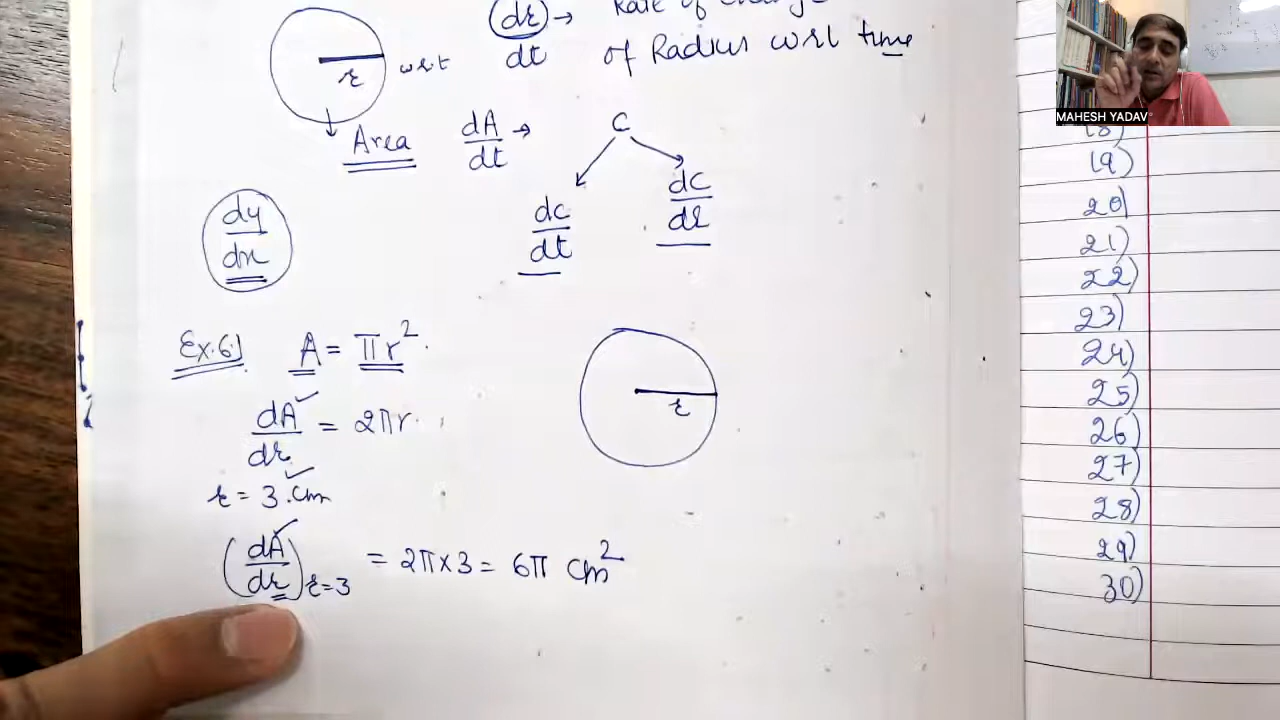 dr/dt → Rate of change
of Radius wrt time
r wrt
Area dA/dt →
C
dc/dt
dc/dr
dy/dx
Ex.6) A = πr².
r
dA/dr = 2πr.
r = 3.cm
(dA/dr)r=3 = 2π×3 = 6π cm²
MAHESH YADAV
18)
19)
20)
21)
22)
23)
24)
25)
26)
27)
28)
29)
30)